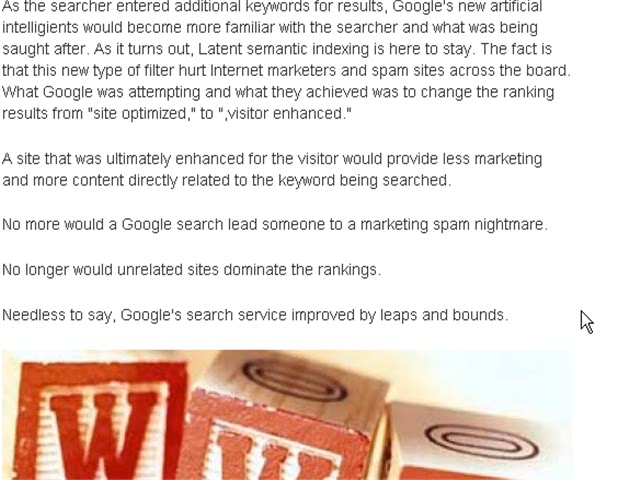 As the searcher entered additional keywords for results, Google's new artificial
intelligients would become more familiar with the searcher and what was being
saught after. As it turns out, Latent semantic indexing is here to stay. The fact is
that this new type of filter hurt Internet marketers and spam sites across the board.
What Google was attempting and what they achieved was to change the ranking
results from "site optimized," to ",visitor enhanced."
A site that was ultimately enhanced for the visitor would provide less marketing
and more content directly related to the keyword being searched.
No more would a Google search lead someone to a marketing spam nightmare.
No longer would unrelated sites dominate the rankings.
Needless to say, Google's search service improved by leaps and bounds.
W W